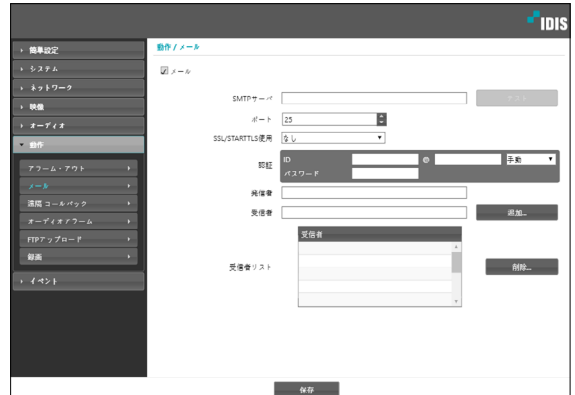 IDIS
簡単設定
システム
ネットワーク
映像
オーディオ
動作
アラーム・アウト
メール
遠隔 コールバック
オーディオアラーム
FTPアップロード
録画
イベント
動作 / メール
メール
SMTPサーバ
テスト
ポート 25
SSL/STARTTLS使用 なし
認証 ID @ 手動
パスワード
発信者
受信者 追加...
受信者
受信者リスト 削除...
保存